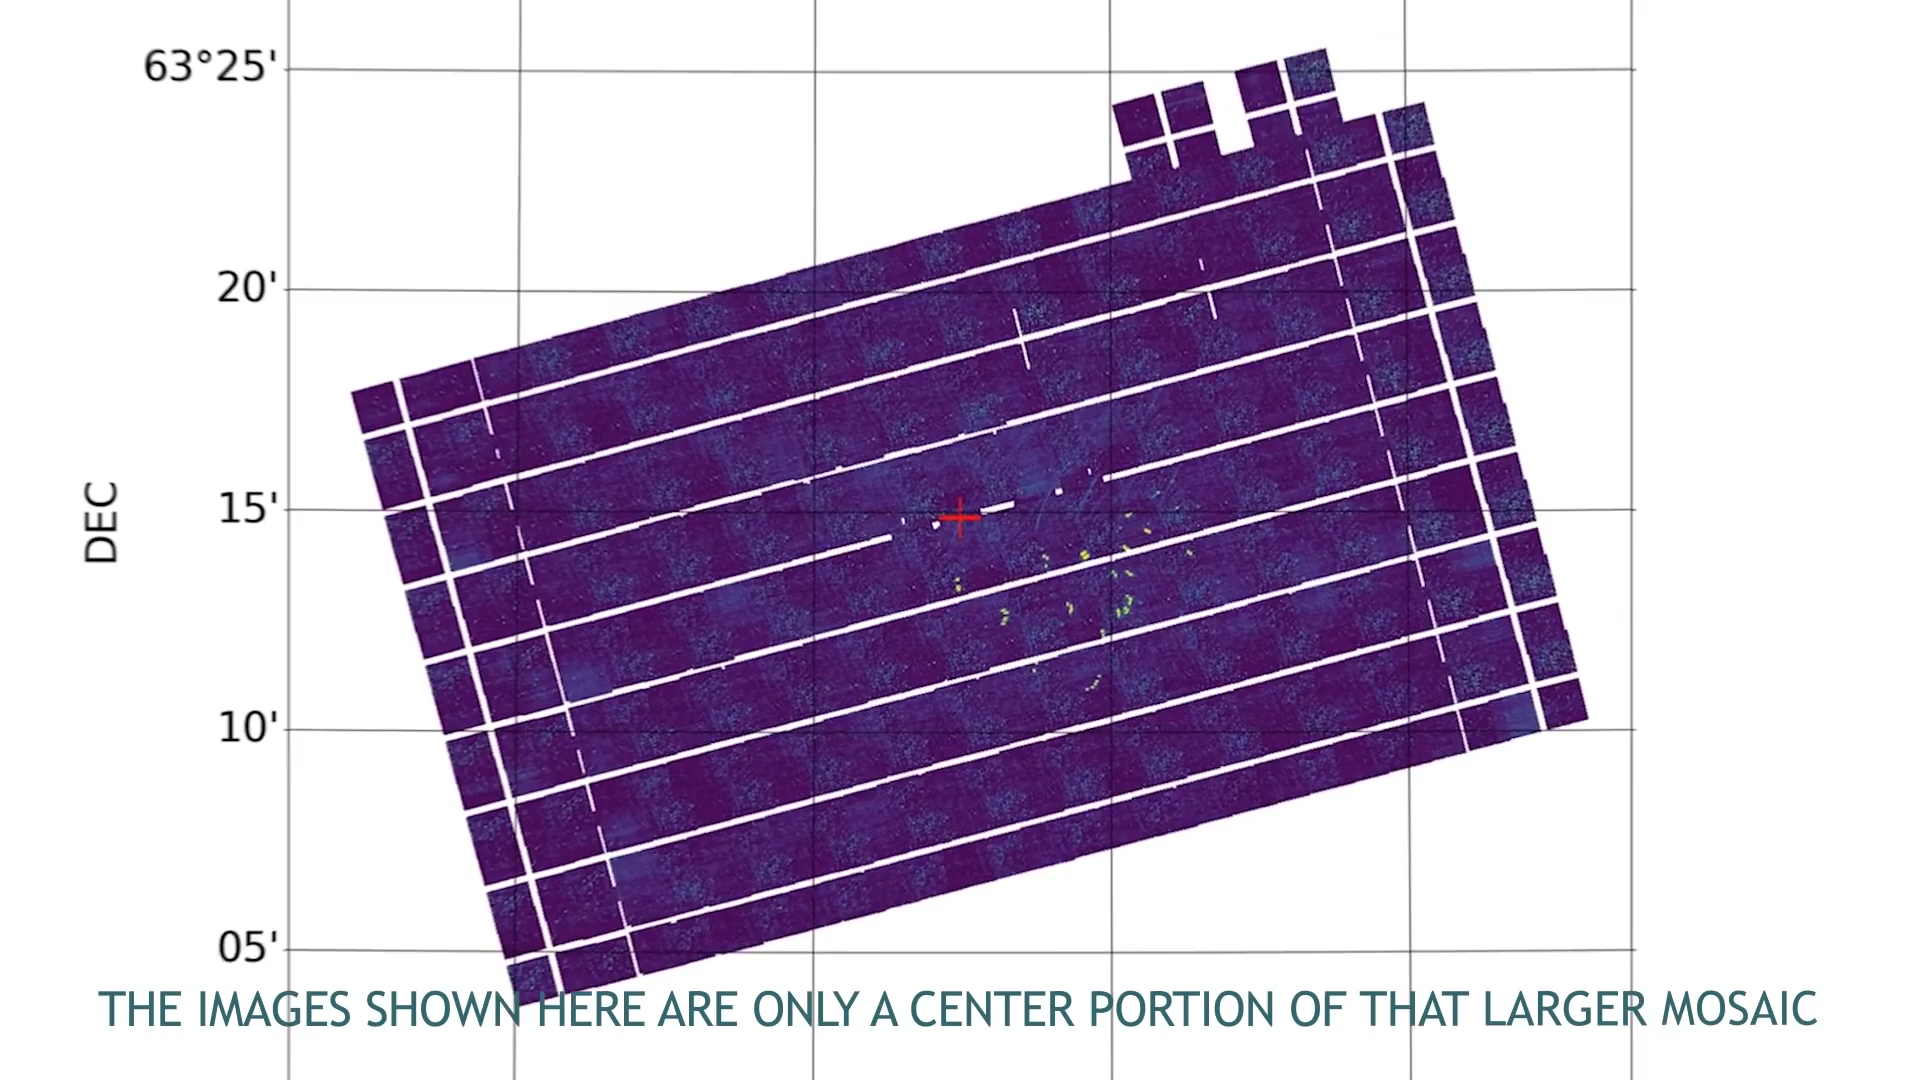 63°25'
20'
15'
DEC
10'
05'
THE IMAGES SHOWN HERE ARE ONLY A CENTER PORTION OF THAT LARGER MOSAIC